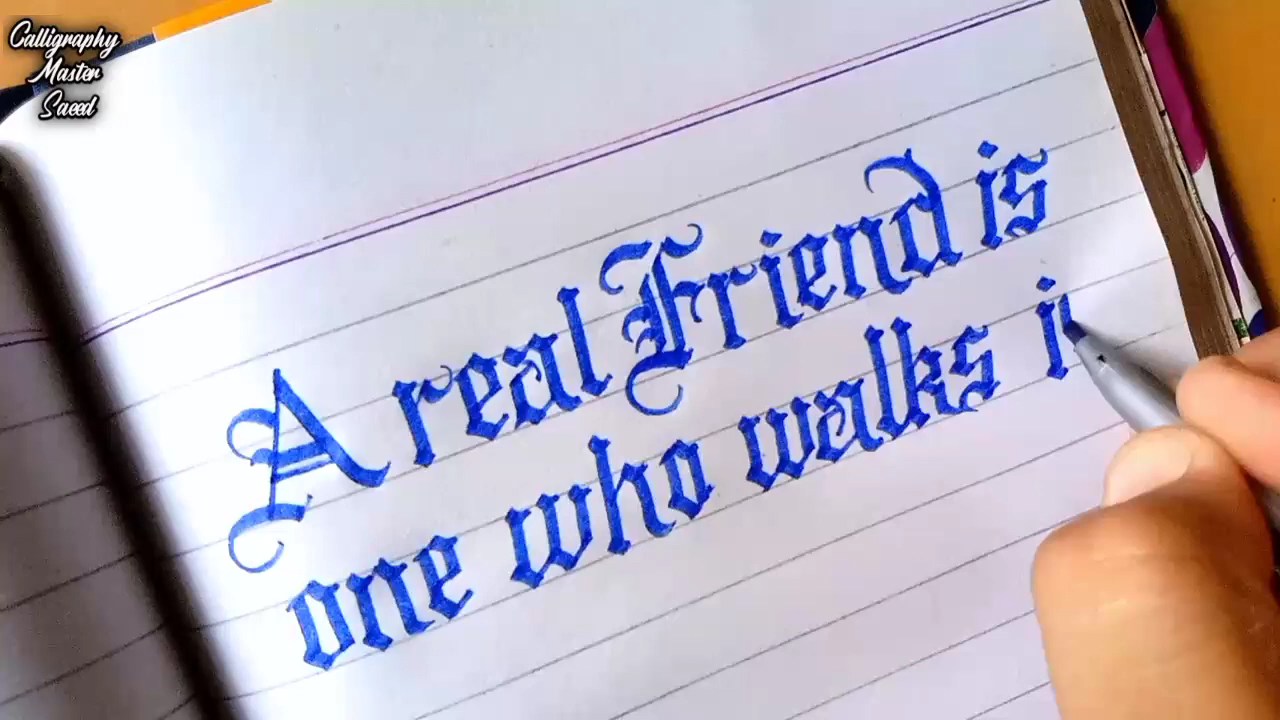 Calligraphy
Master
Saeed
A real Friend is
one who walks i